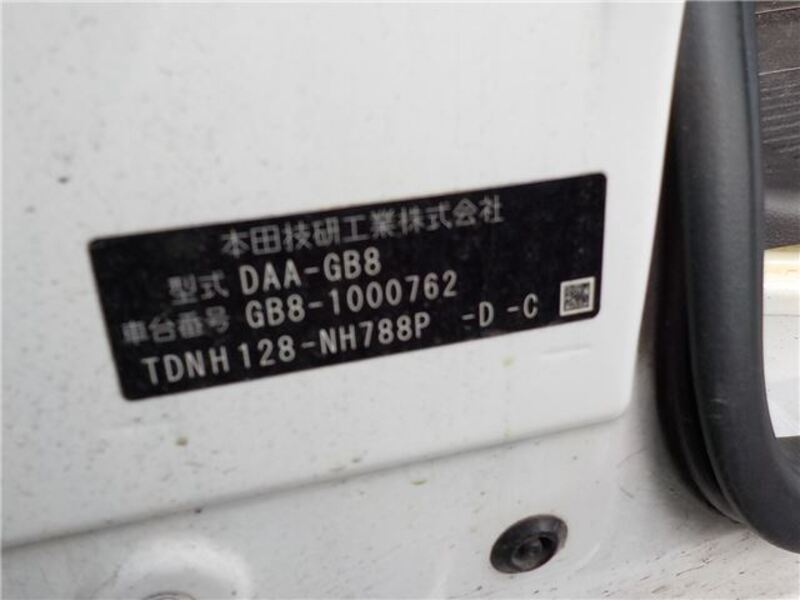 本田技研工業株式会社
型式 DAA-GB8
車台番号 GB8-1000762
TDNH128-NH788P -D -C